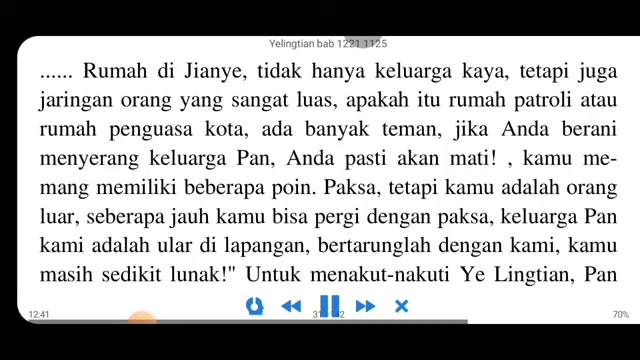 Yelingtian bab 1221 1125
...... Rumah di Jianye, tidak hanya keluarga kaya, tetapi juga
jaringan orang yang sangat luas, apakah itu rumah patroli atau
rumah penguasa kota, ada banyak teman, jika Anda berani
menyerang keluarga Pan, Anda pasti akan mati! , kamu me-
mang memiliki beberapa poin. Paksa, tetapi kamu adalah orang
luar, seberapa jauh kamu bisa pergi dengan paksa, keluarga Pan
kami adalah ular di lapangan, bertarunglah dengan kami, kamu
masih sedikit lunak!" Untuk menakut-nakuti Ye Lingtian, Pan
12:41
70%